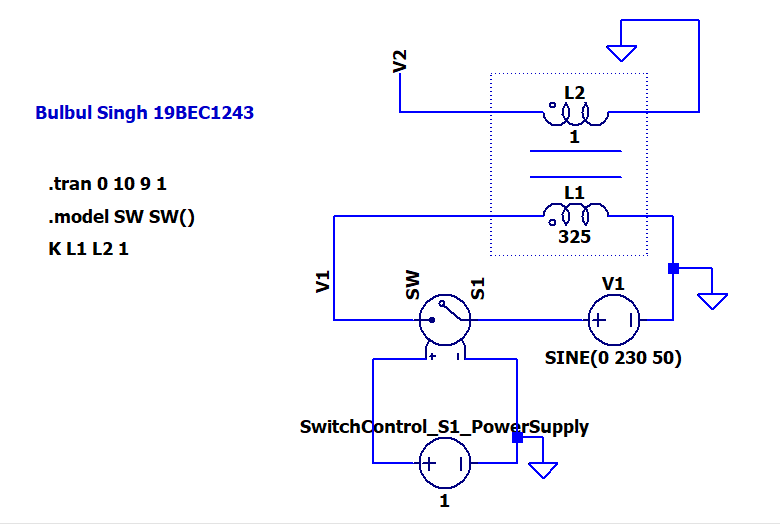 V2
L2
Bulbul Singh 19BEC1243
1
.tran 0 10 9 1
L1
.model SW SW()
325
K L1 L2 1
V1
SW
S1
V1
SINE(0 230 50)
SwitchControl_S1_PowerSupply
1